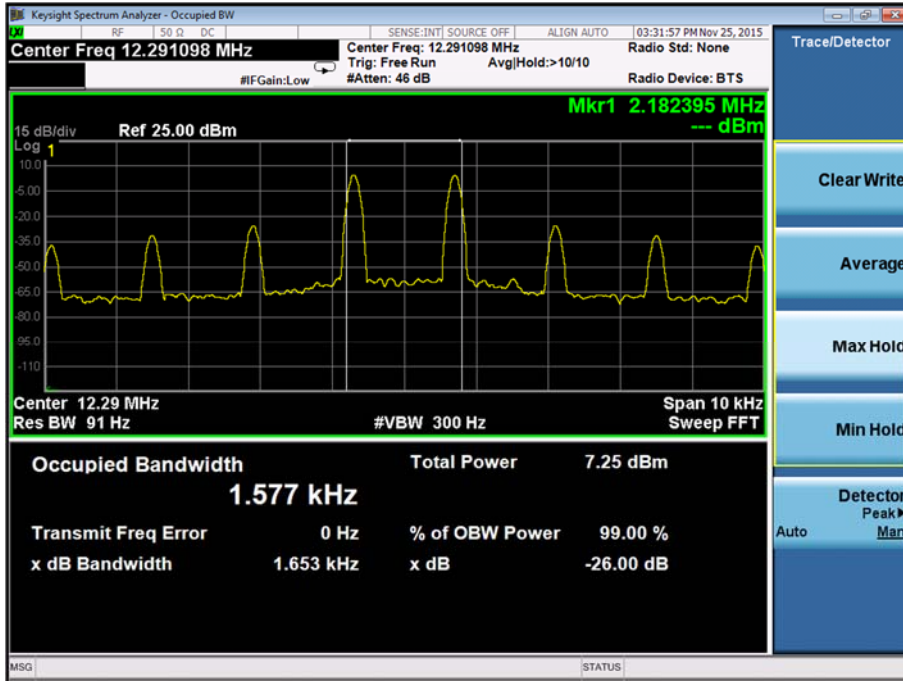 Keysight Spectrum Analyzer - Occupied BW
LXI RF 50 Ω DC SENSE:INT SOURCE OFF ALIGN AUTO 03:31:57 PM Nov 25, 2015
Center Freq 12.291098 MHz
Center Freq: 12.291098 MHz Radio Std: None
Trig: Free Run Avg|Hold:>10/10
#IFGain:Low #Atten: 46 dB Radio Device: BTS
Mkr1 2.182395 MHz
--- dBm
15 dB/div Ref 25.00 dBm
Log 1
10.0
-5.00
-20.0
-35.0
-50.0
-65.0
-80.0
-95.0
-110
Center 12.29 MHz Span 10 kHz
Res BW 91 Hz #VBW 300 Hz Sweep FFT
Occupied Bandwidth Total Power 7.25 dBm
1.577 kHz
Transmit Freq Error 0 Hz % of OBW Power 99.00 %
x dB Bandwidth 1.653 kHz x dB -26.00 dB
MSG STATUS
Trace/Detector
Clear Write
Average
Max Hold
Min Hold
Detector
Peak
Auto Man